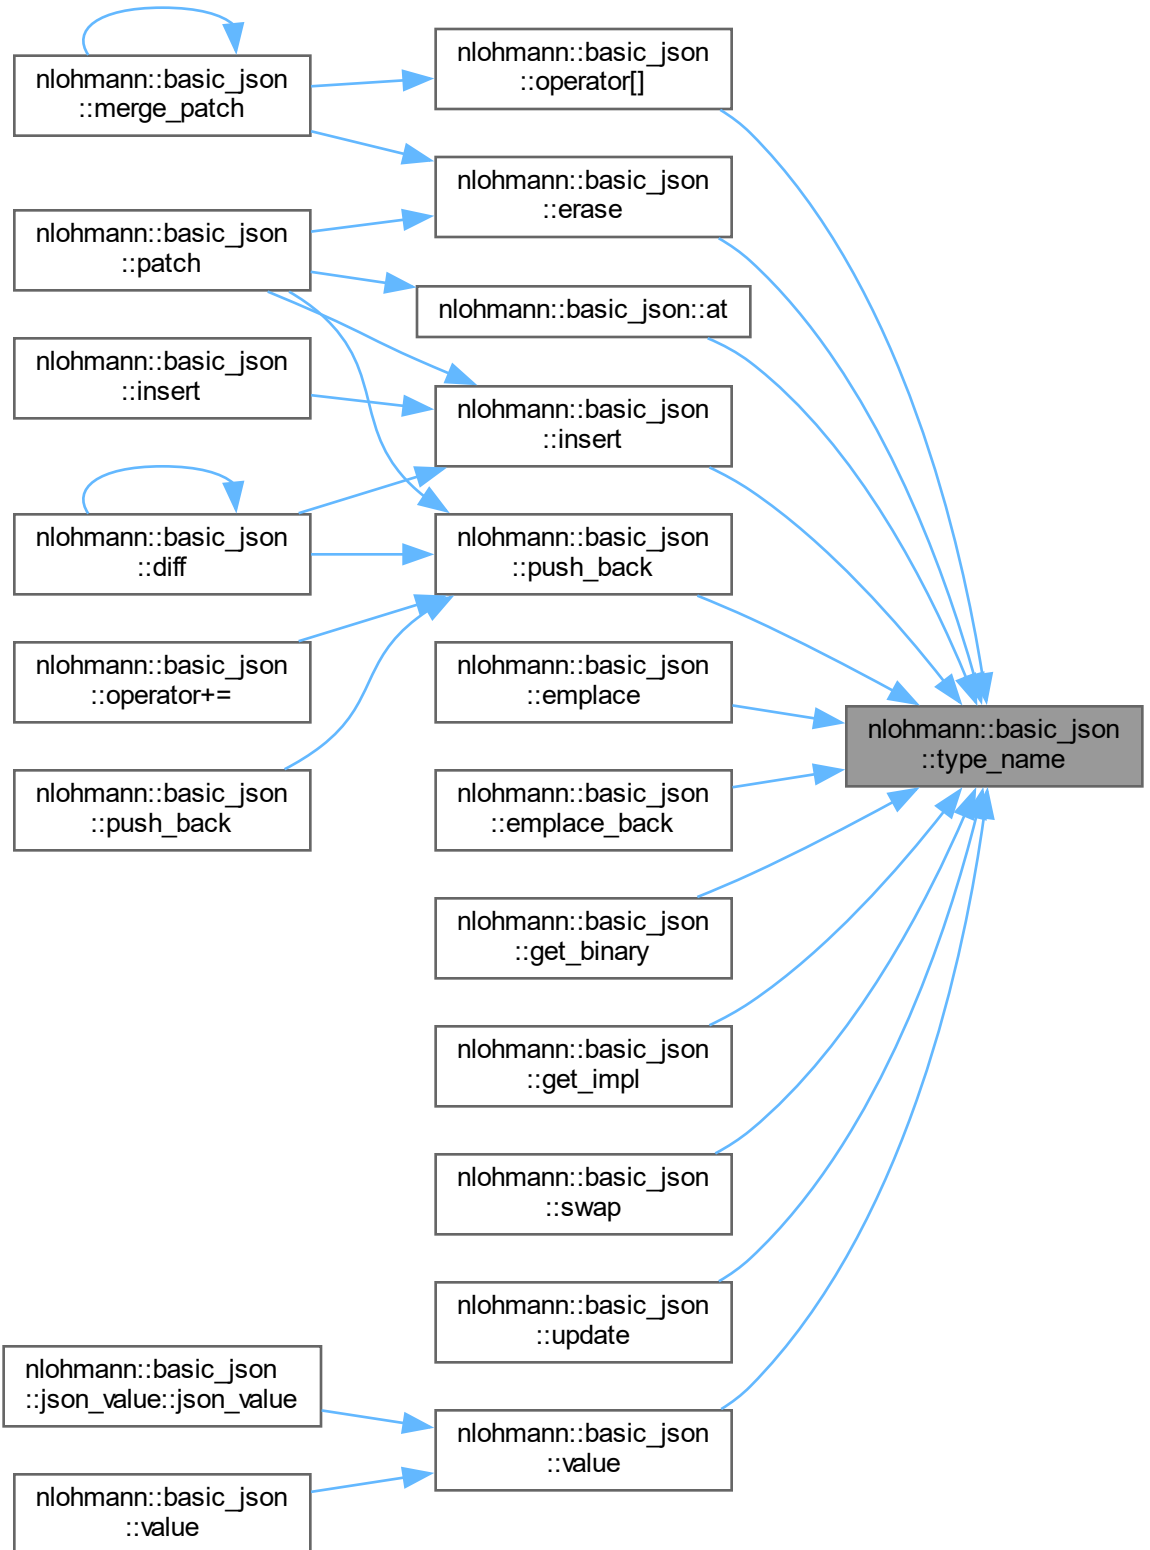 nlohmann::basic_json
::merge_patch
nlohmann::basic_json
::patch
nlohmann::basic_json
::insert
nlohmann::basic_json
::diff
nlohmann::basic_json
::operator+=
nlohmann::basic_json
::push_back
nlohmann::basic_json
::json_value::json_value
nlohmann::basic_json
::value
nlohmann::basic_json
::operator[]
nlohmann::basic_json
::erase
nlohmann::basic_json::at
nlohmann::basic_json
::insert
nlohmann::basic_json
::push_back
nlohmann::basic_json
::emplace
nlohmann::basic_json
::emplace_back
nlohmann::basic_json
::get_binary
nlohmann::basic_json
::get_impl
nlohmann::basic_json
::swap
nlohmann::basic_json
::update
nlohmann::basic_json
::value
nlohmann::basic_json
::type_name